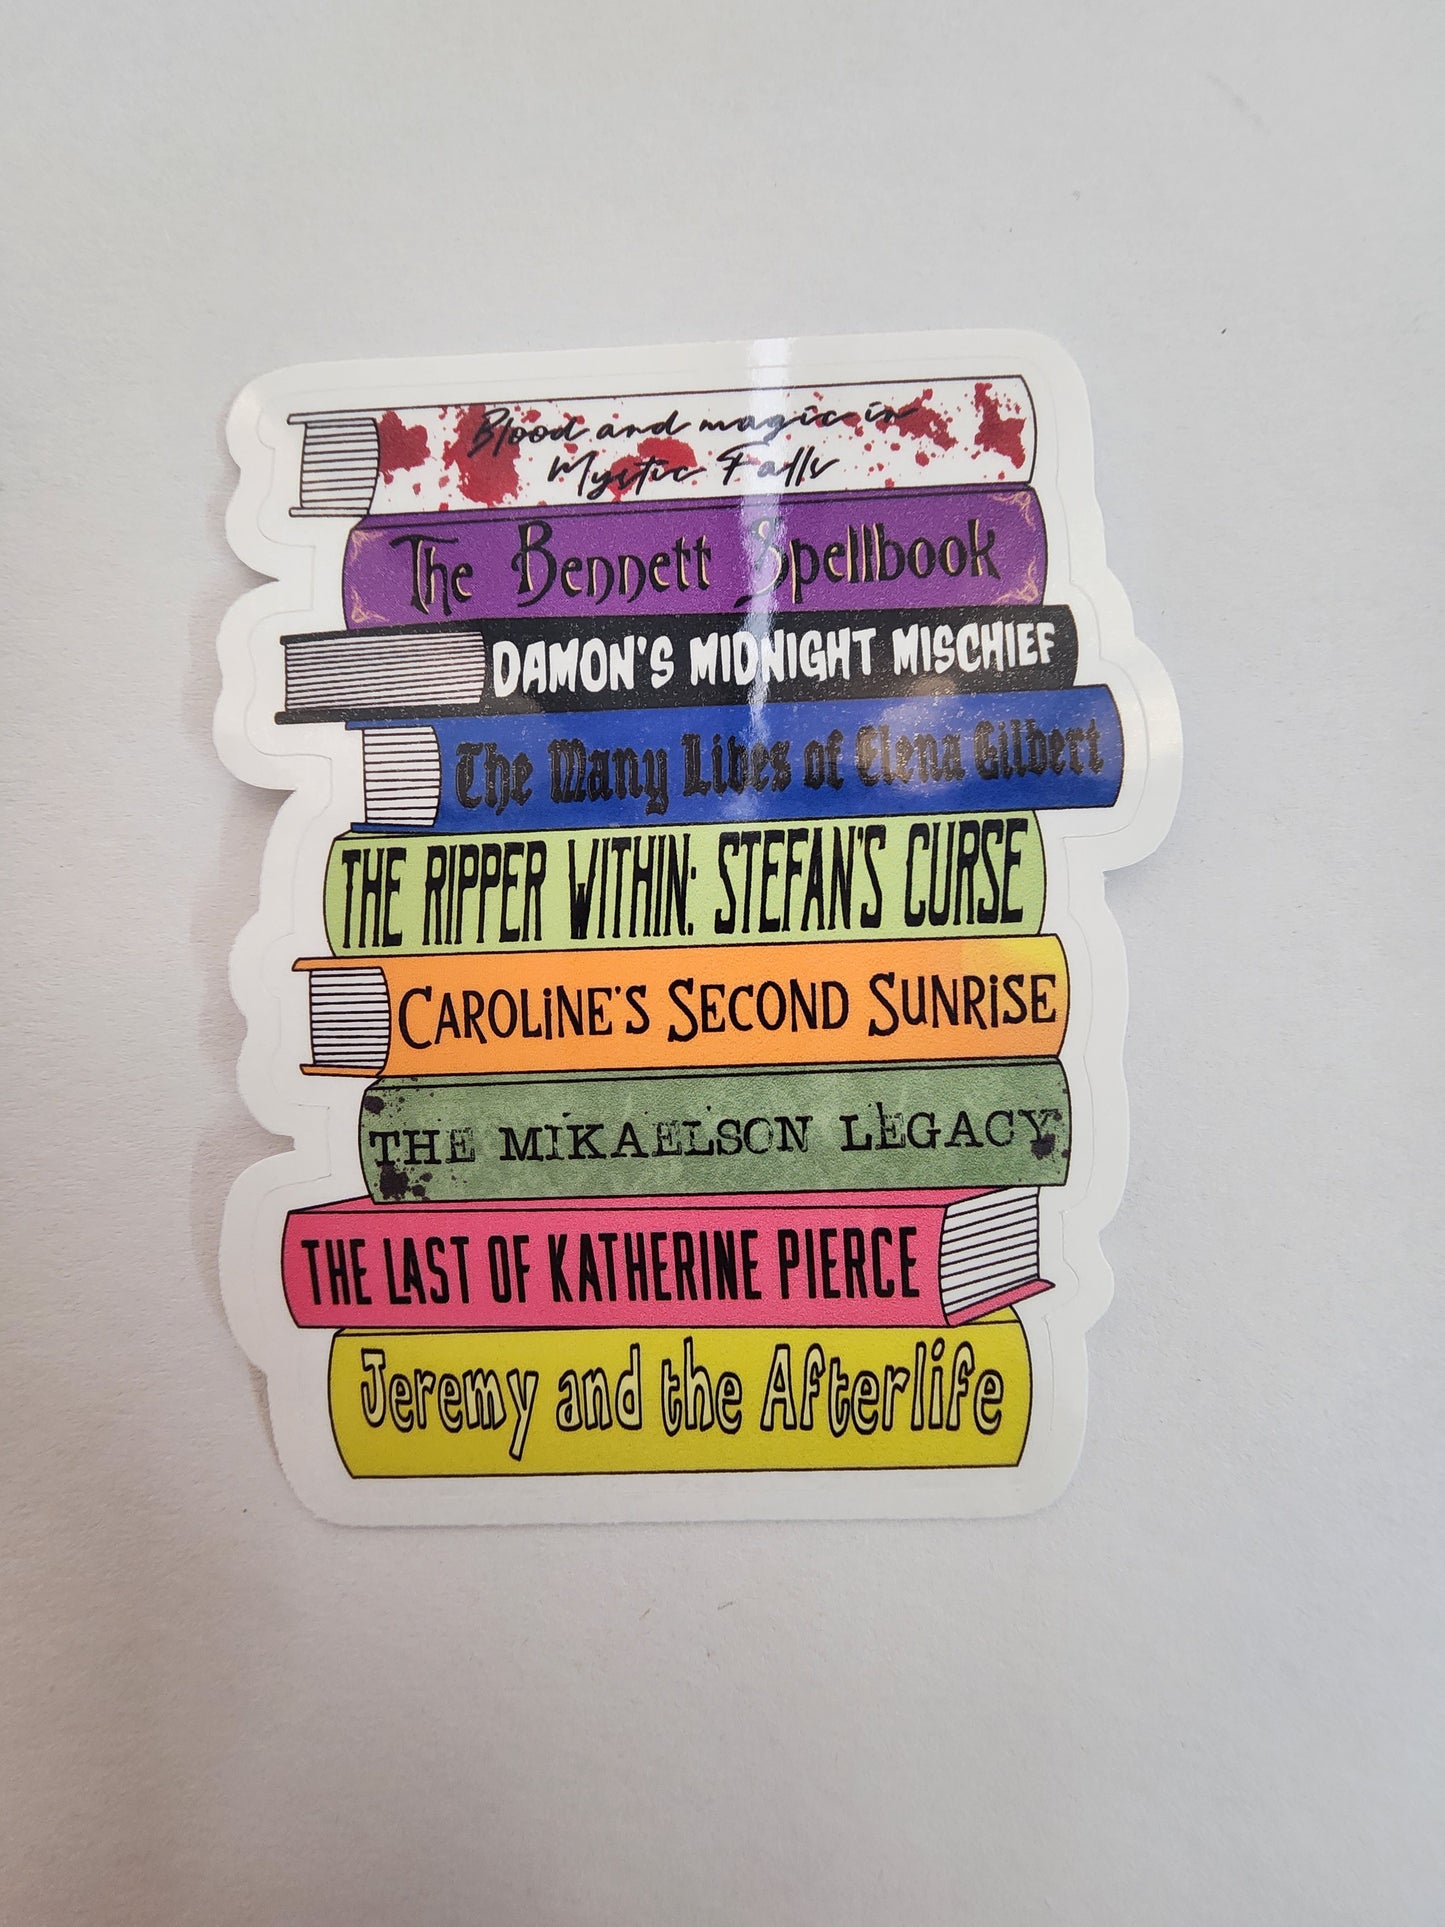 Blood and magic in
Mystic Falls
The Bennett Spellbook
DAMON'S MIDNIGHT MISCHIEF
The Many Lives of Elena Gilbert
THE RIPPER WITHIN: STEFAN'S CURSE
CAROLINE'S SECOND SUNRISE
THE MIKAELSON LEGACY
THE LAST OF KATHERINE PIERCE
Jeremy and the Afterlife